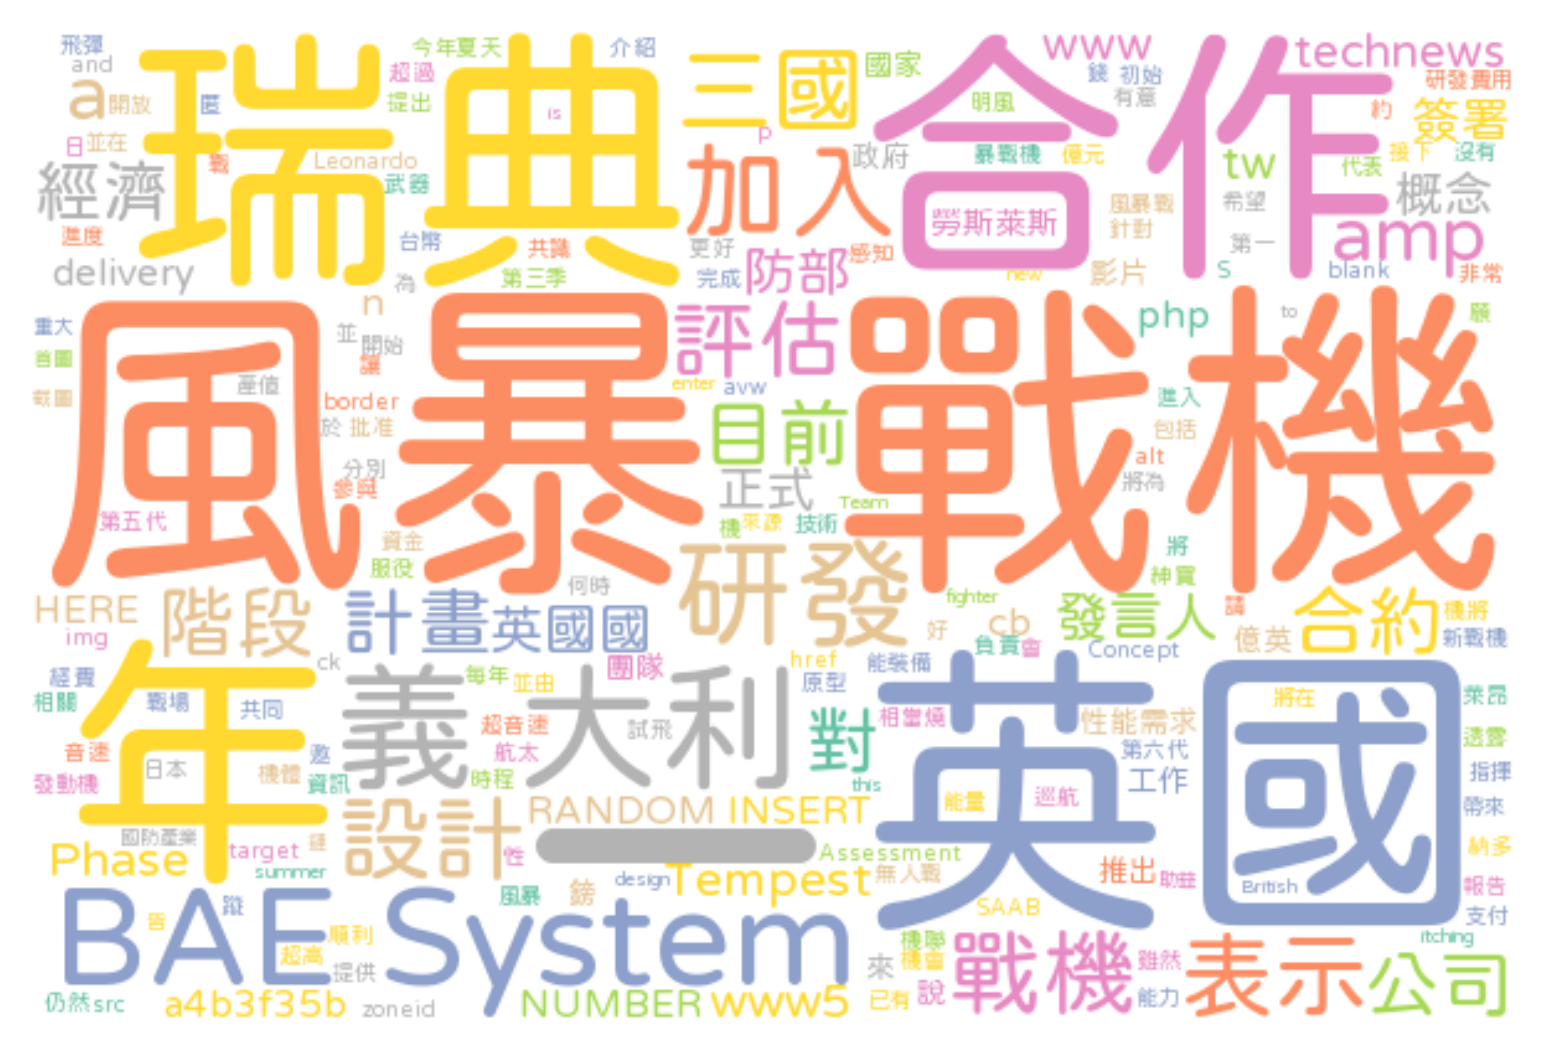 飛彈 今年夏天 介紹 www technews
and 超過 國家 錢 初始 研發費用
a 開放 匿 瑞典 提出 三國 明風 有意 合作 約 簽署
日 並在 is p
戰 Leonardo 武器 加入 政府 暴戰機 億元 tw 代表 接下 沒有
經濟 勞斯萊斯 風暴戰 希望 概念
進度 台幣 共識 更好 防部 感知 針對 第一 amp
delivery 為 第三季 完成 new 影片 S blank 非常
n
重大 並 開始 評估 php to 願
首圖 讓 風暴戰機
截圖 產值 border enter avw 進入
於 批准 目前 包括
分別 正式 alt
參與 將為
第五代 機 來源 技術 Team
資金 將
服役 何時 研發 紳寶
HERE 階段 計畫 英國國 fighter 發言人 請 合約 機將
img 好 cb 億英 新戰機
ck 團隊 href 能裝備 負責 會 Concept
經費 年 每年 並由 原型 英國 將在 萊昂
相關 戰場 共同 義大利 相當燒 性能需求
音速 邀 超音速 試飛 對 第六代 透露
日本 航太 工作 指揮
發動機 機體 資訊 時程 this 能量 巡航
國防產業 設計 RANDOM INSERT 帶來
Phase target 鏈 性 Assessment 納多
summer design Tempest 無人戰 推出 助益 British 報告
BAE System 皆 蹤 風暴 鎊 SAAB 支付
順利 機聯 itching
超高 提供 來 機會 戰機 雖然 表示 公司
仍然 src a4b3f35b zoneid NUMBER www5 已有 說 能力